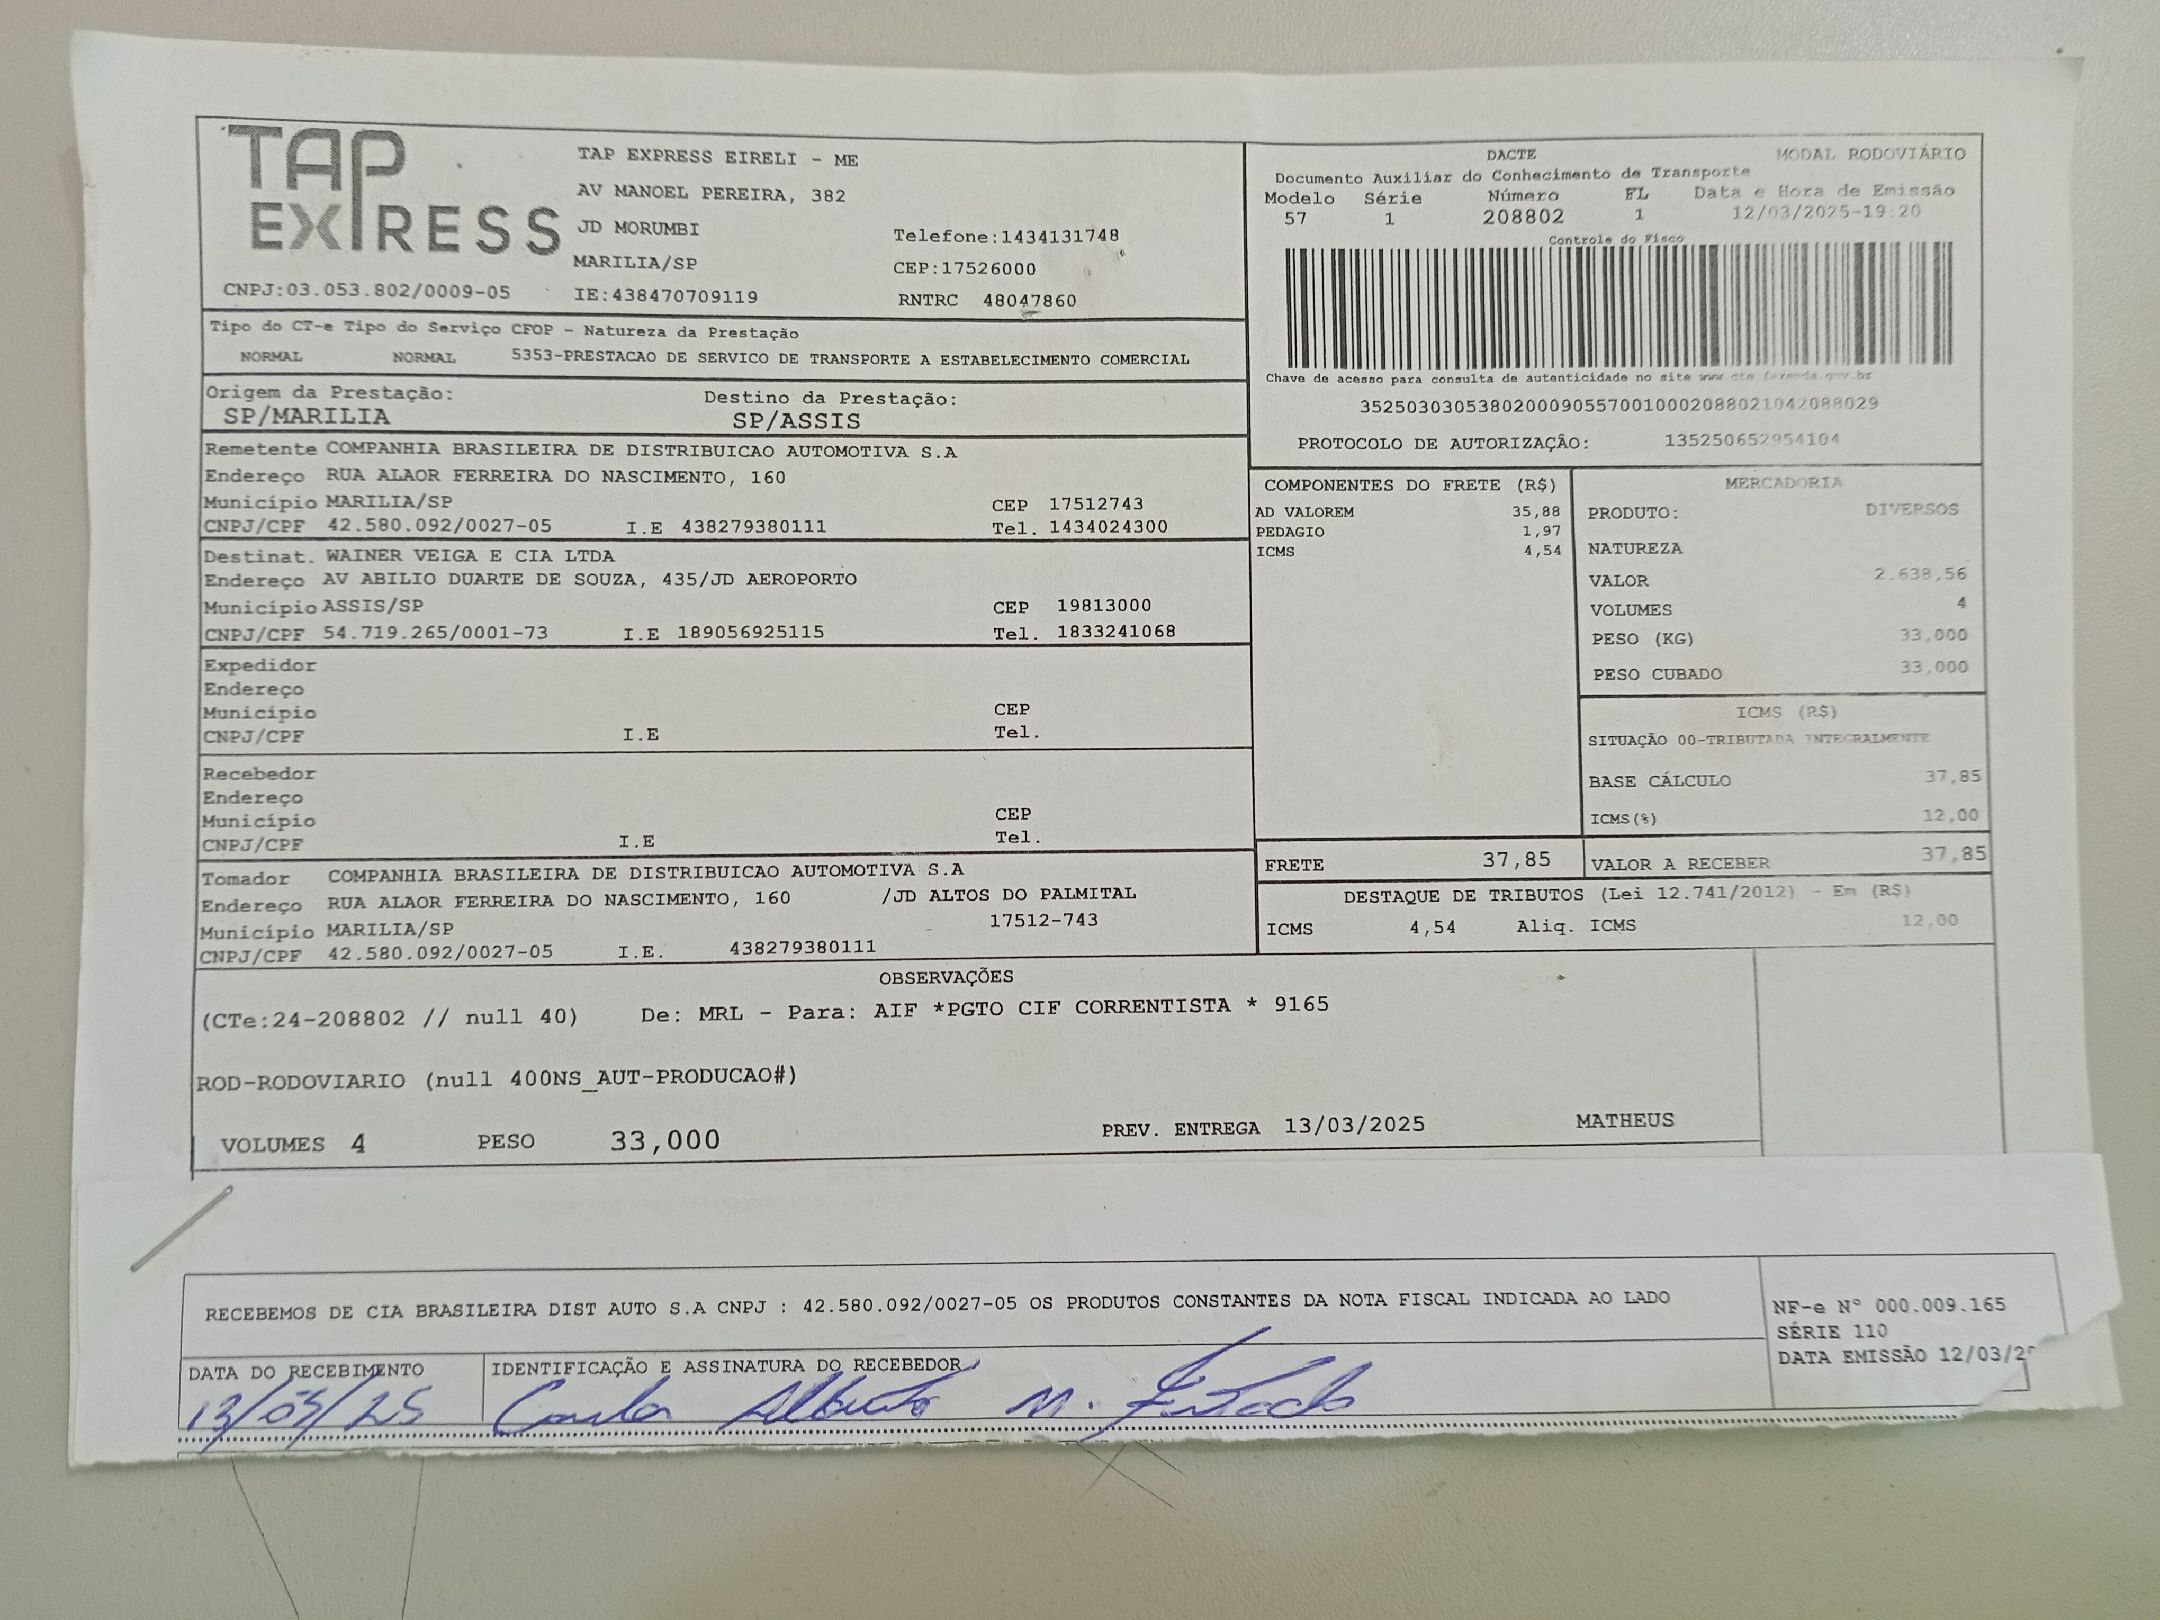 TAP EXPRESS
TAP EXPRESS EIRELI - ME
AV MANOEL PEREIRA, 382
JD MORUMBI
Telefone:1434131748
MARILIA/SP
CEP:17526000
CNPJ:03.053.802/0009-05
IE:438470709119
RNTRC 48047860
DACTE
MODAL RODOVIÁRIO
Documento Auxiliar do Conhecimento de Transporte
Modelo Série Número FL Data e Hora de Emissão
57 1 208802 1 12/03/2025-19:20
Controle do Fisco
Chave de acesso para consulta de autenticidade no site www.cte.fazenda.gov.br
35250303053802000905570010002088021042088029
PROTOCOLO DE AUTORIZAÇÃO: 135250652954104
Tipo do CT-e Tipo do Serviço CFOP - Natureza da Prestação
NORMAL NORMAL 5353-PRESTACAO DE SERVICO DE TRANSPORTE A ESTABELECIMENTO COMERCIAL
Origem da Prestação: Destino da Prestação:
SP/MARILIA SP/ASSIS
Remetente COMPANHIA BRASILEIRA DE DISTRIBUICAO AUTOMOTIVA S.A
Endereço RUA ALAOR FERREIRA DO NASCIMENTO, 160
Município MARILIA/SP CEP 17512743
CNPJ/CPF 42.580.092/0027-05 I.E 438279380111 Tel. 1434024300
Destinat. WAINER VEIGA E CIA LTDA
Endereço AV ABILIO DUARTE DE SOUZA, 435/JD AEROPORTO
Município ASSIS/SP CEP 19813000
CNPJ/CPF 54.719.265/0001-73 I.E 189056925115 Tel. 1833241068
Expedidor
Endereço
Município CEP
CNPJ/CPF I.E Tel.
Recebedor
Endereço
Município CEP
CNPJ/CPF I.E Tel.
Tomador COMPANHIA BRASILEIRA DE DISTRIBUICAO AUTOMOTIVA S.A
Endereço RUA ALAOR FERREIRA DO NASCIMENTO, 160 /JD ALTOS DO PALMITAL
Município MARILIA/SP 17512-743
CNPJ/CPF 42.580.092/0027-05 I.E. 438279380111
COMPONENTES DO FRETE (R$)
AD VALOREM 35,88
PEDAGIO 1,97
ICMS 4,54
MERCADORIA
PRODUTO: DIVERSOS
NATUREZA
VALOR 2.638,56
VOLUMES 4
PESO (KG) 33,000
PESO CUBADO 33,000
ICMS (R$)
SITUAÇÃO 00-TRIBUTADA INTEGRALMENTE
BASE CÁLCULO 37,85
ICMS(%) 12,00
FRETE 37,85 VALOR A RECEBER 37,85
DESTAQUE DE TRIBUTOS (Lei 12.741/2012) - Em (R$)
ICMS 4,54 Aliq. ICMS 12.00
OBSERVAÇÕES
(CTe:24-208802 // null 40) De: MRL - Para: AIF *PGTO CIF CORRENTISTA * 9165
ROD-RODOVIARIO (null 400NS_AUT-PRODUCAO#)
VOLUMES 4 PESO 33,000 PREV. ENTREGA 13/03/2025 MATHEUS
RECEBEMOS DE CIA BRASILEIRA DIST AUTO S.A CNPJ : 42.580.092/0027-05 OS PRODUTOS CONSTANTES DA NOTA FISCAL INDICADA AO LADO
NF-e N° 000.009.165
SÉRIE 110
DATA EMISSÃO 12/03/2
DATA DO RECEBIMENTO IDENTIFICAÇÃO E ASSINATURA DO RECEBEDOR
13/03/25 Alberto M.